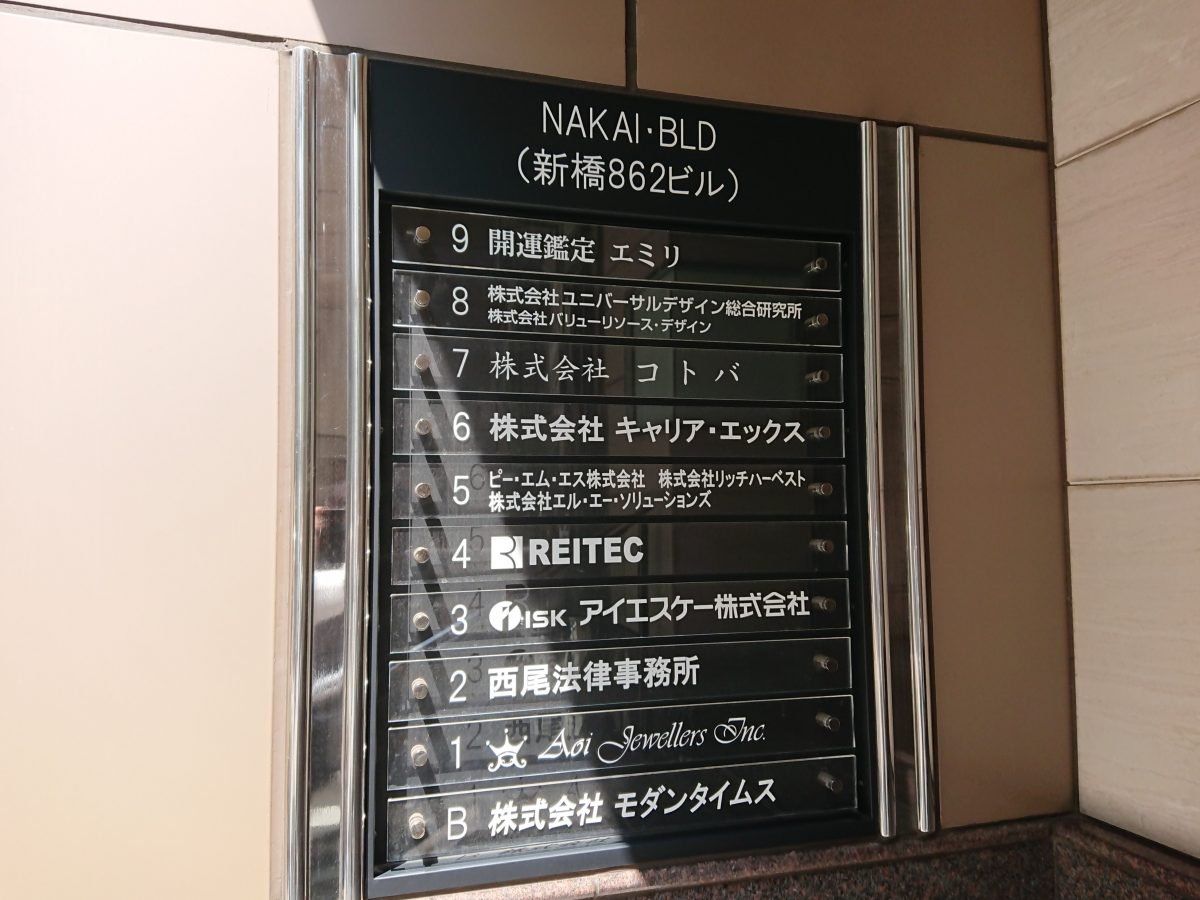 NAKAI・BLD
(新橋862ビル)
9 開運鑑定 エミリ
8 株式会社ユニバーサルデザイン総合研究所
株式会社バリューリソース・デザイン
7 株式会社 コトバ
6 株式会社 キャリア・エックス
5 ピー・エム・エス株式会社 株式会社リッチハーベスト
株式会社エル・エー・ソリューションズ
4 REITEC
3 ISK アイエスケー株式会社
2 西尾法律事務所
1 Aoi Jewellers Inc.
B 株式会社 モダンタイムス